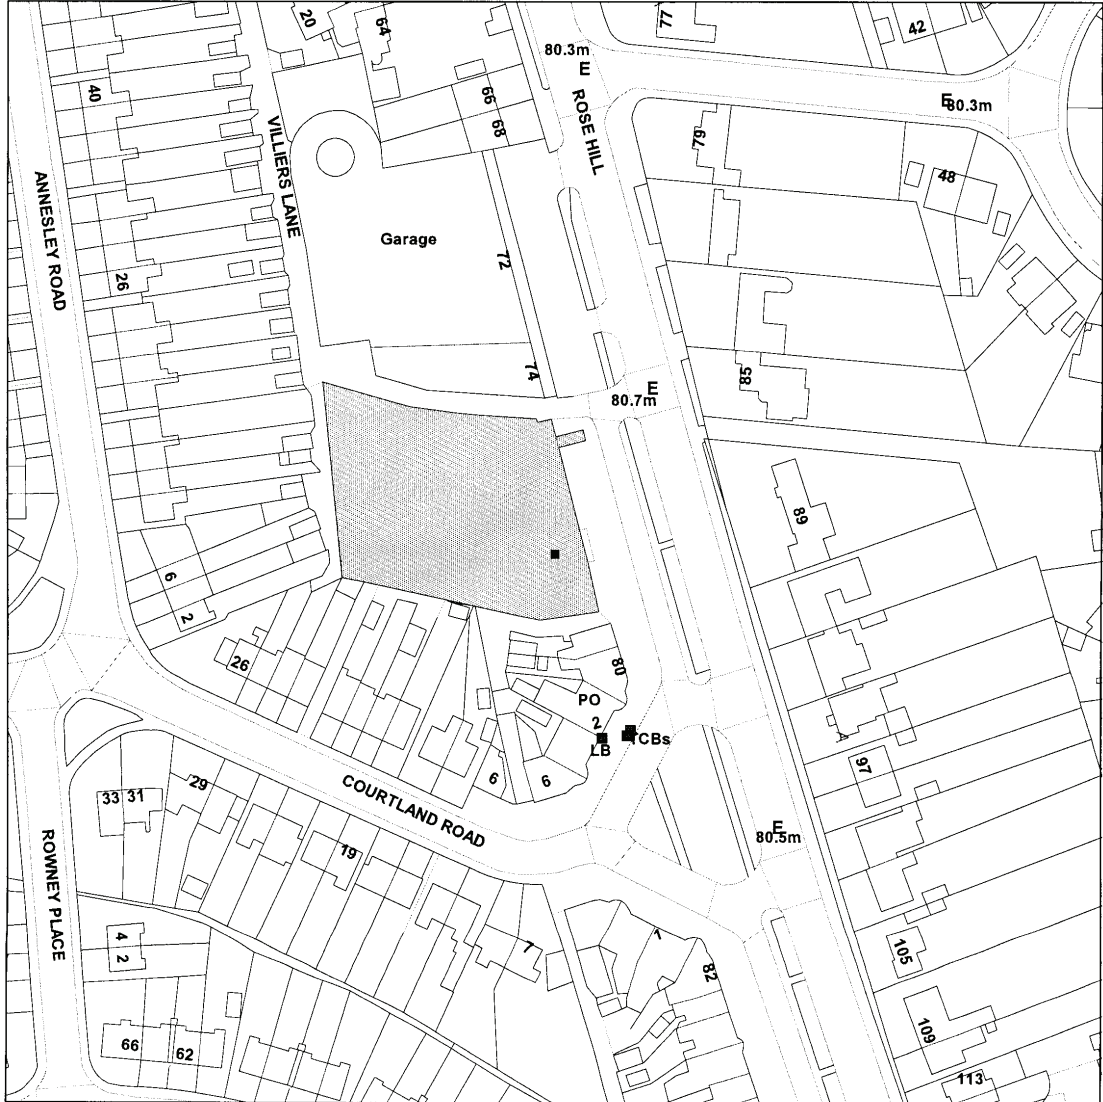 20
64
77
42
80.3m
E
40
66
68
ROSE HILL
E
80.3m
VILLIERS LANE
79
48
ANNESLEY ROAD
Garage
72
26
74
85
E
80.7m
89
6
2
26
80
PO
2
LB
TCBs
97
6
6
COURTLAND ROAD
33
31
29
19
E
80.5m
ROWNEY PLACE
4
2
7
1
82
105
66
62
109
113